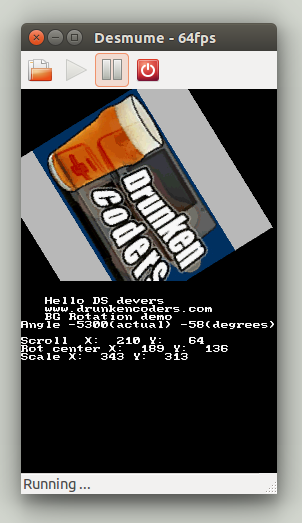 Desmume - 64fps
Drunken
Coders
Hello DS devers
www.drunkencoders.com
BG Rotation demo
Angle -5300(actual) -58(degrees)
Scroll X: 210 Y: 64
Rot center X: 189 Y: 136
Scale X: 343 Y: 313
Running ...